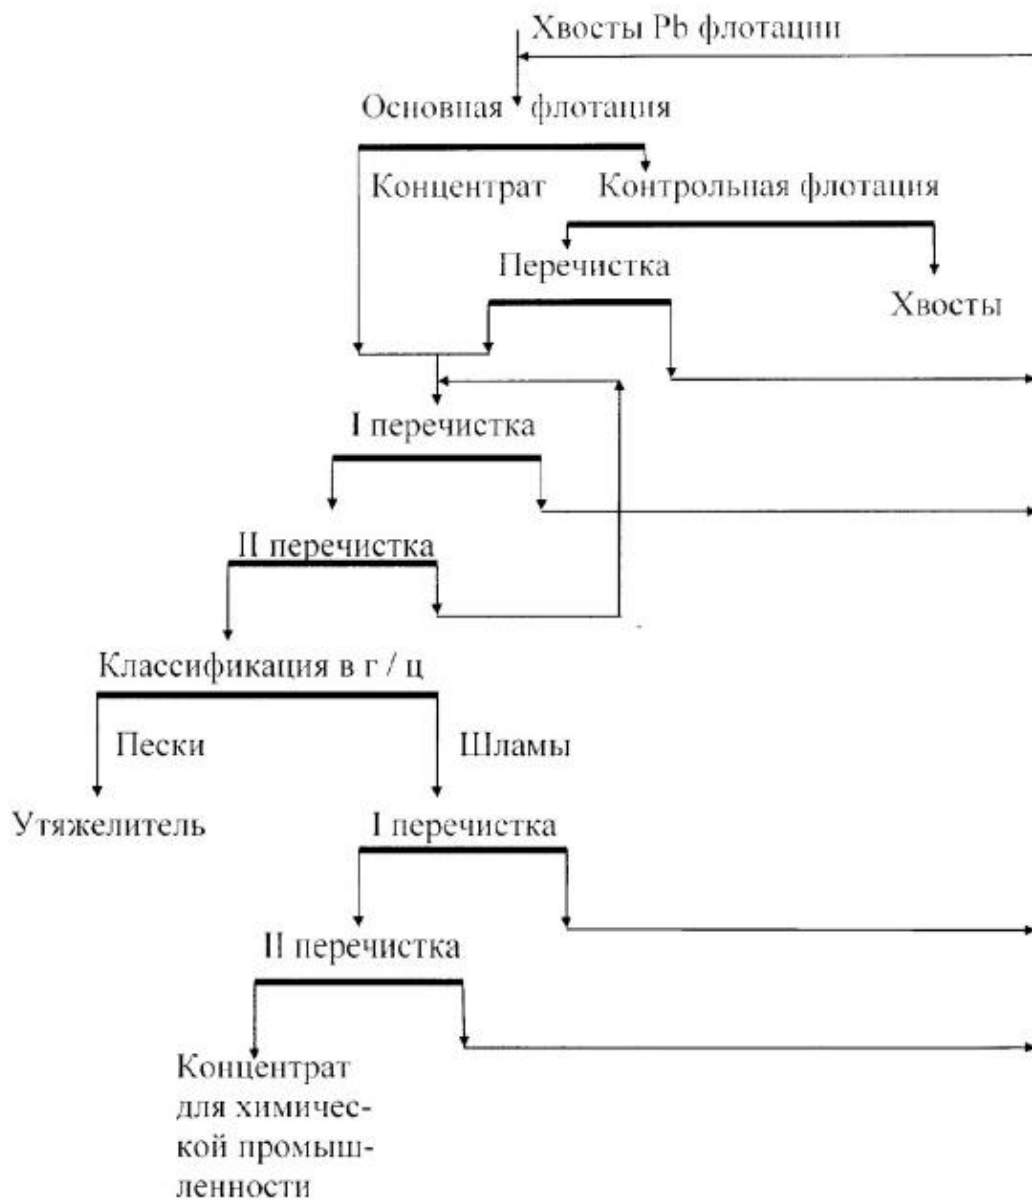 Хвосты Pb флотации
Основная флотация
Концентрат
Контрольная флотация
Перечистка
Хвосты
I перечистка
II перечистка
Классификация в г / ц
Пески
Шламы
Утяжелитель
I перечистка
II перечистка
Концентрат
для химичес-
кой промыш-
ленности